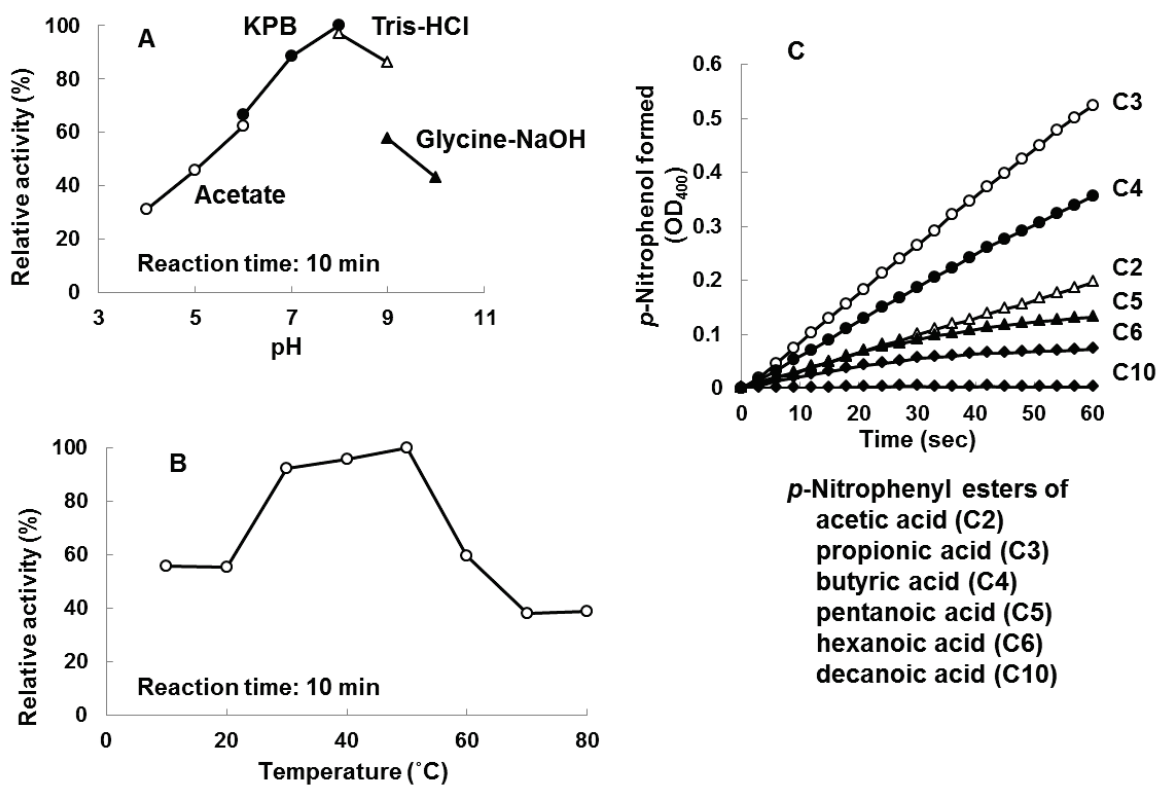 A
KPB
Tris-HCl
Glycine-NaOH
Acetate
Reaction time: 10 min
Relative activity (%)
100
80
60
40
20
0
3 5 7 9 11
pH
B
Reaction time: 10 min
Relative activity (%)
100
80
60
40
20
0
0 20 40 60 80
Temperature (˚C)
C
p-Nitrophenol formed
(OD400)
0.6
0.5
0.4
0.3
0.2
0.1
0
C3
C4
C2
C5
C6
C10
0 10 20 30 40 50 60
Time (sec)
p-Nitrophenyl esters of
acetic acid (C2)
propionic acid (C3)
butyric acid (C4)
pentanoic acid (C5)
hexanoic acid (C6)
decanoic acid (C10)